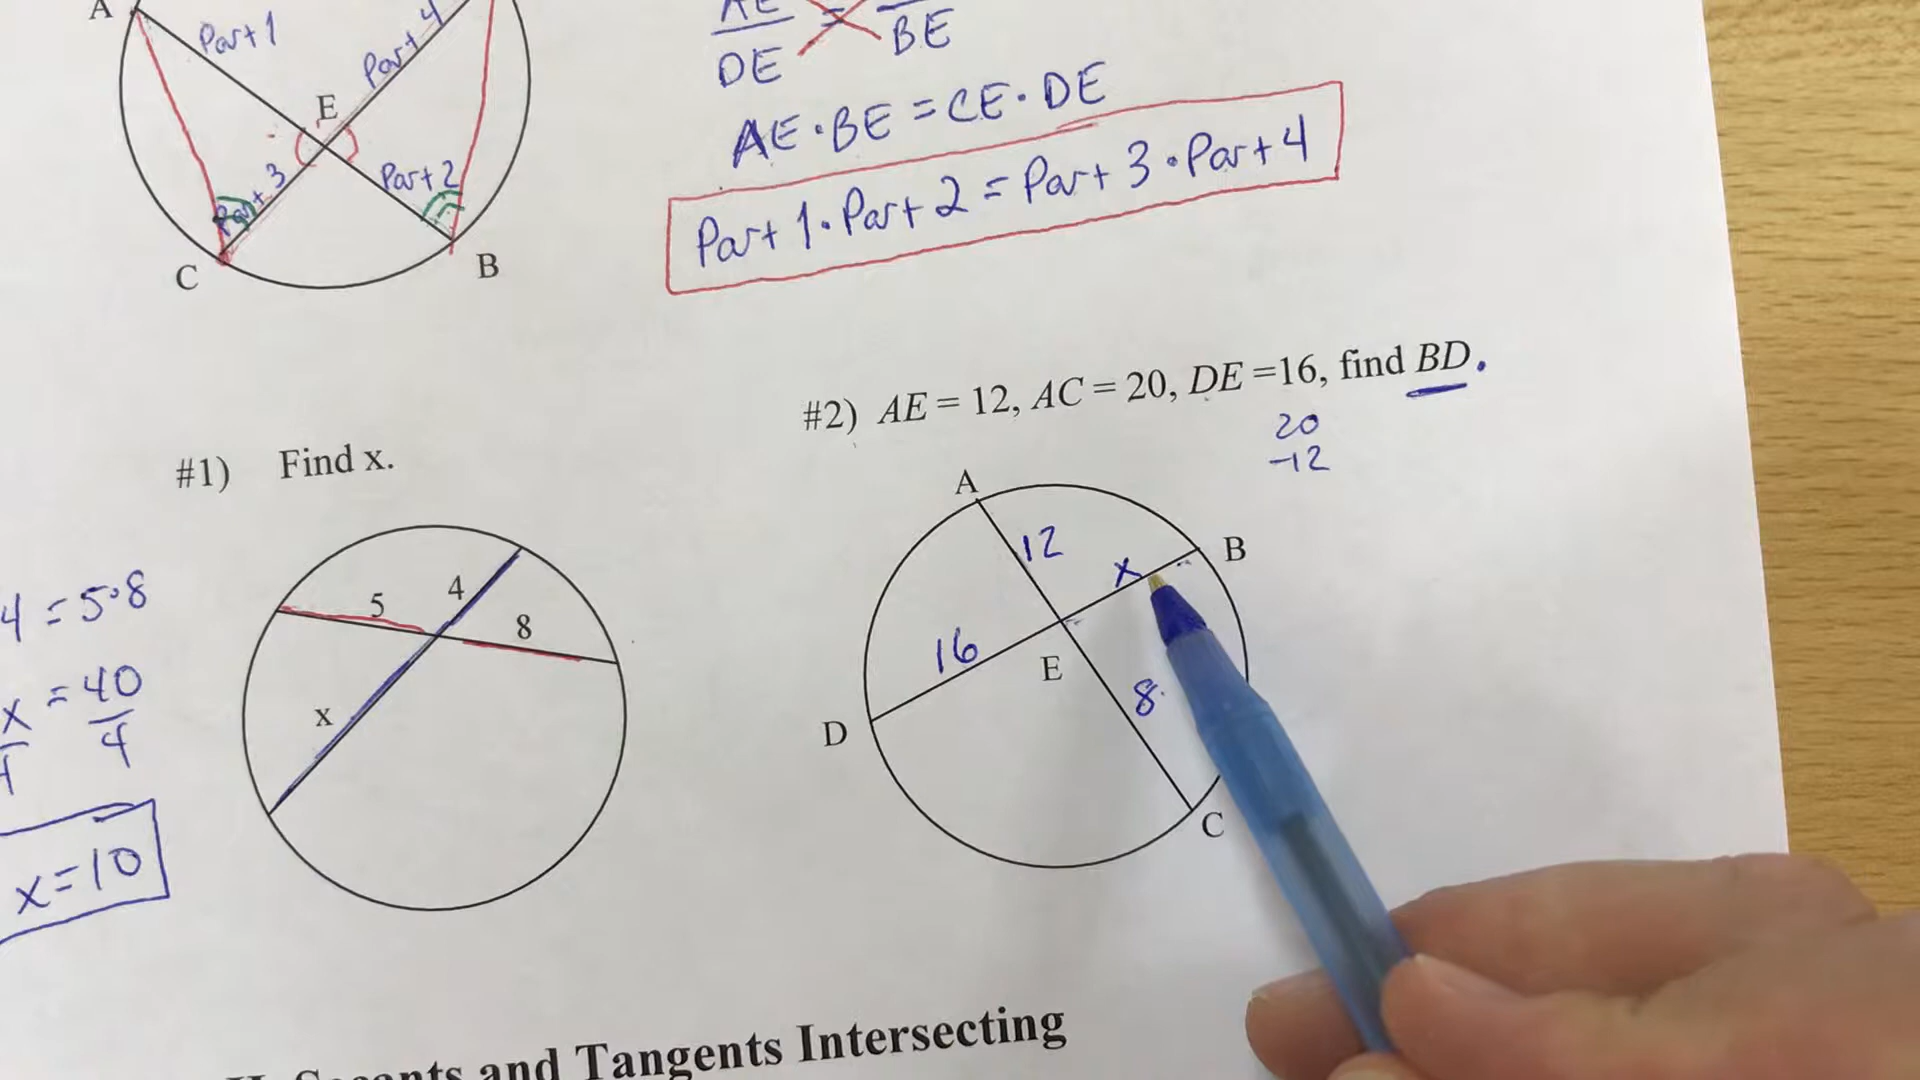 A
Part 1
Part 4
E
Part 3
Part 2
C
B
AE
DE
=
BE
AE·BE = CE·DE
Part 1·Part 2 = Part 3·Part 4
#1) Find x.
5
4
8
x
4 = 5·8
x = 40
4
x = 10
#2) AE = 12, AC = 20, DE =16, find BD.
20
-12
A
12
x
B
16
E
8
D
C
and Tangents Intersecting